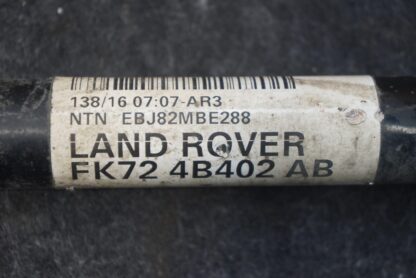 138/16 07:07-AR3
NTN EBJ82MBE288
LAND ROVER
FK72 4B402 AB